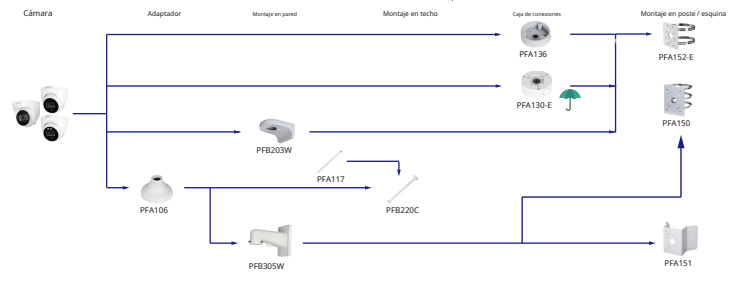 Cámara
Adaptador
Montaje en pared
Montaje en techo
Caja de conexiones
Montaje en poste / esquina
PFA136
PFA152-E
PFA130-E
PFA150
PFB203W
PFA117
PFA106
PFB220C
PFB305W
PFA151